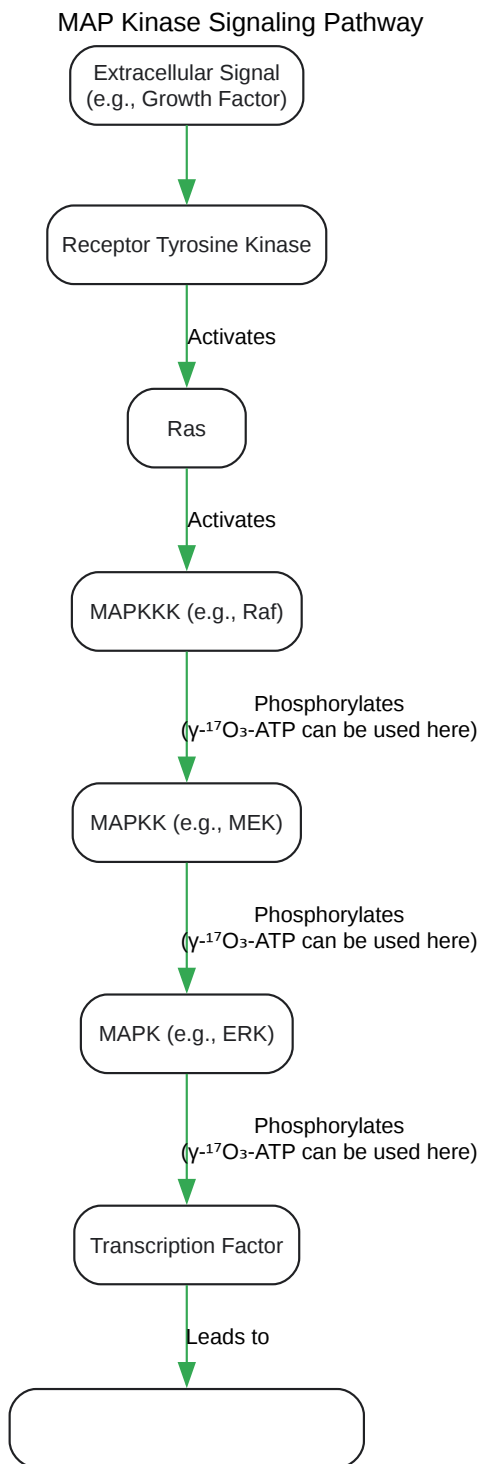 MAP Kinase Signaling Pathway
Extracellular Signal
(e.g., Growth Factor)
Receptor Tyrosine Kinase
Activates
Ras
Activates
MAPKKK (e.g., Raf)
Phosphorylates
(γ-¹⁷O₃-ATP can be used here)
MAPKK (e.g., MEK)
Phosphorylates
(γ-¹⁷O₃-ATP can be used here)
MAPK (e.g., ERK)
Phosphorylates
(γ-¹⁷O₃-ATP can be used here)
Transcription Factor
Leads to